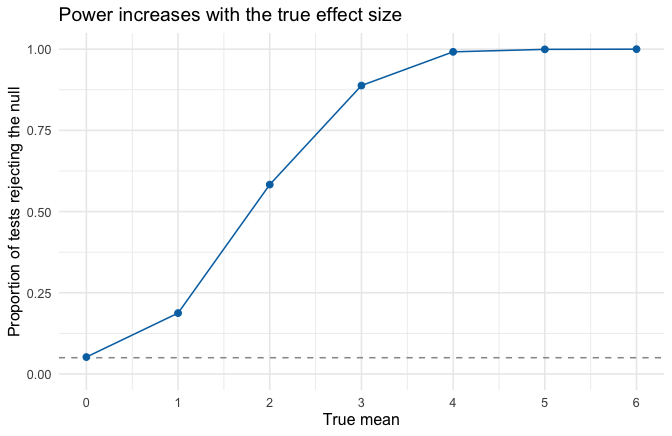 Power increases with the true effect size
Proportion of tests rejecting the null
1.00
0.75
0.50
0.25
0.00
0 1 2 3 4 5 6
True mean